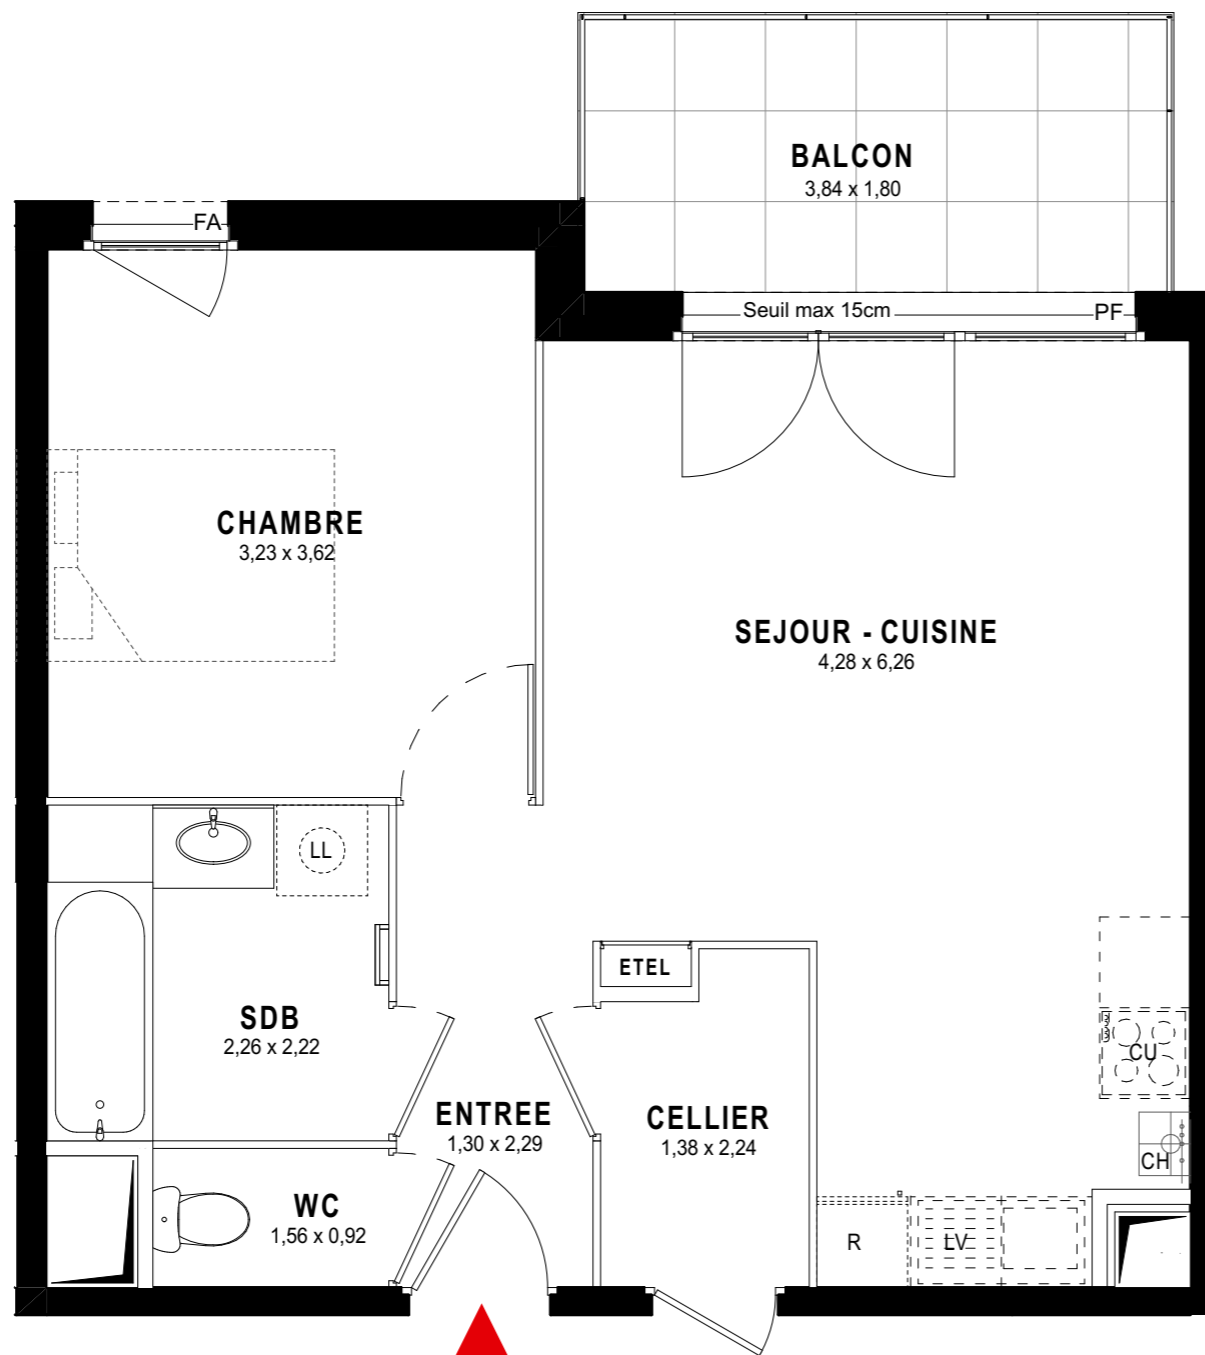 BALCON
3,84 x 1,80
FA
Seuil max 15cm
PF
CHAMBRE
3,23 x 3,62
SEJOUR - CUISINE
4,28 x 6,26
LL
ETEL
SDB
2,26 x 2,22
CU
ENTREE
1,30 x 2,29
CELLIER
1,38 x 2,24
CH
WC
1,56 x 0,92
R
LV